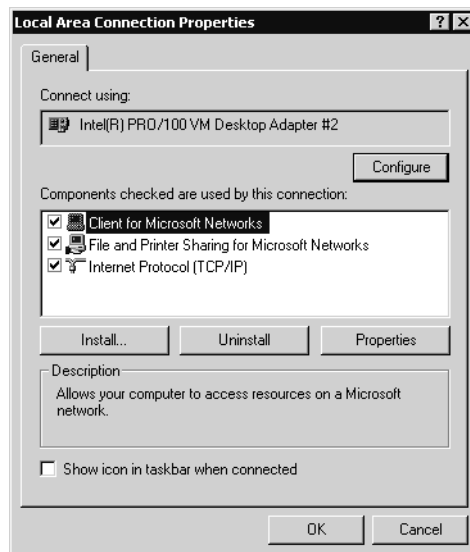 Local Area Connection Properties
General
Connect using:
Intel(R) PRO/100 VM Desktop Adapter #2
Configure
Components checked are used by this connection:
Client for Microsoft Networks
File and Printer Sharing for Microsoft Networks
Internet Protocol (TCP/IP)
Install... Uninstall Properties
Description
Allows your computer to access resources on a Microsoft
network.
Show icon in taskbar when connected
OK Cancel